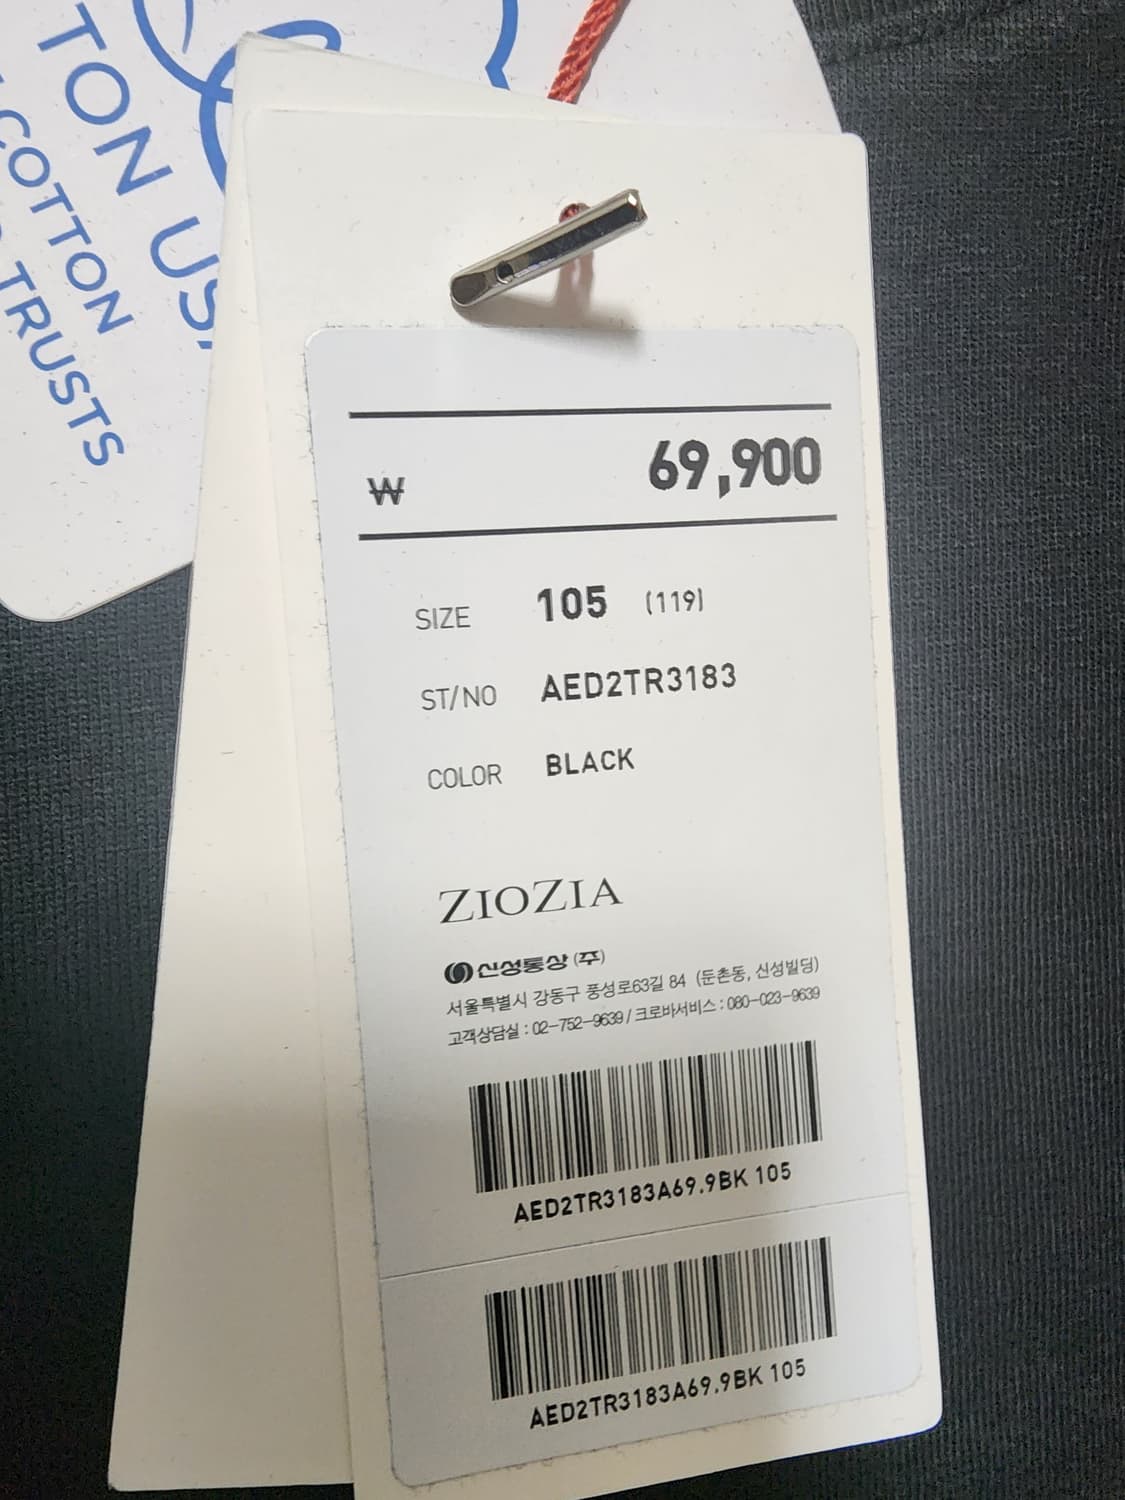 TON USA
COTTON
TRUSTS
₩ 69,900
SIZE 105 (119)
ST/NO AED2TR3183
COLOR BLACK
ZIOZIA
신성통상(주)
서울특별시 강동구 풍성로63길 84 (둔촌동, 신성빌딩)
고객상담실 : 02-752-9639 / 크로바서비스 : 080-023-9639
AED2TR3183A69.9BK 105
AED2TR3183A69.9BK 105